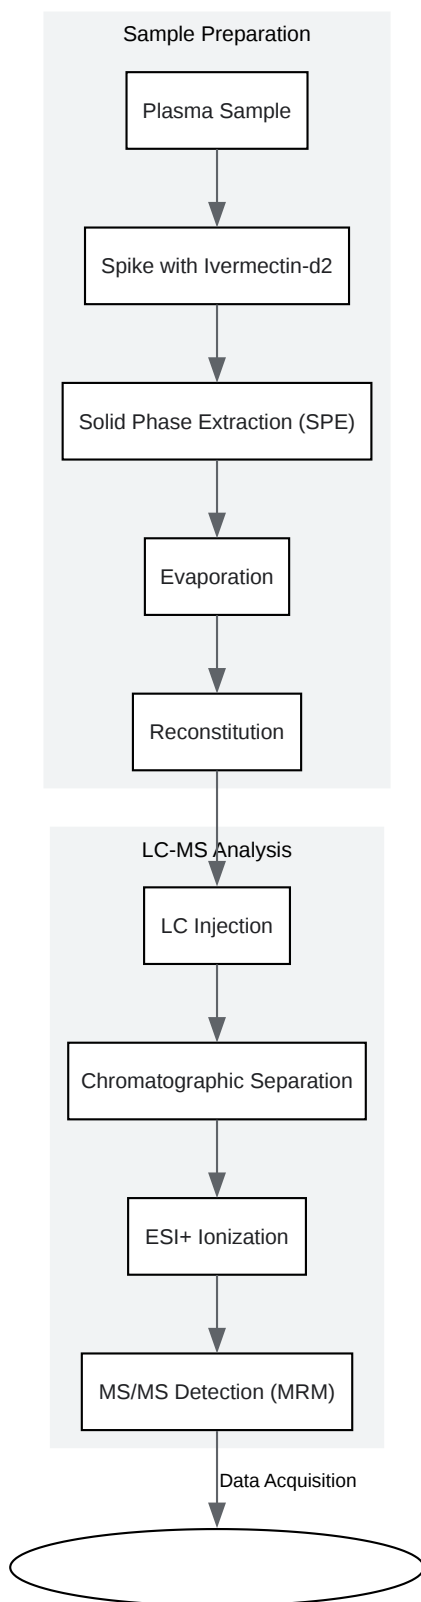 Sample Preparation
Plasma Sample
Spike with Ivermectin-d2
Solid Phase Extraction (SPE)
Evaporation
Reconstitution
LC-MS Analysis
LC Injection
Chromatographic Separation
ESI+ Ionization
MS/MS Detection (MRM)
Data Acquisition